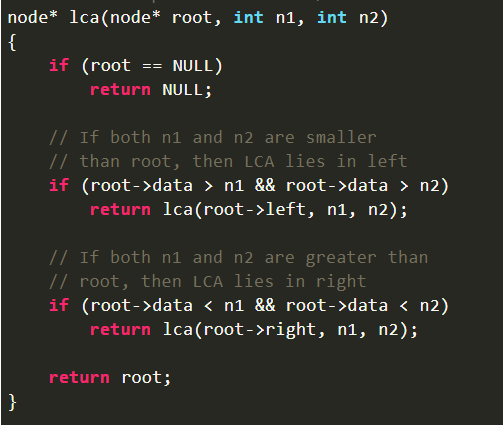 node* lca(node* root, int n1, int n2)
{
    if (root == NULL)
        return NULL;
    // If both n1 and n2 are smaller
    // than root, then LCA lies in left
    if (root->data > n1 && root->data > n2)
        return lca(root->left, n1, n2);
    // If both n1 and n2 are greater than
    // root, then LCA lies in right
    if (root->data < n1 && root->data < n2)
        return lca(root->right, n1, n2);
    return root;
}